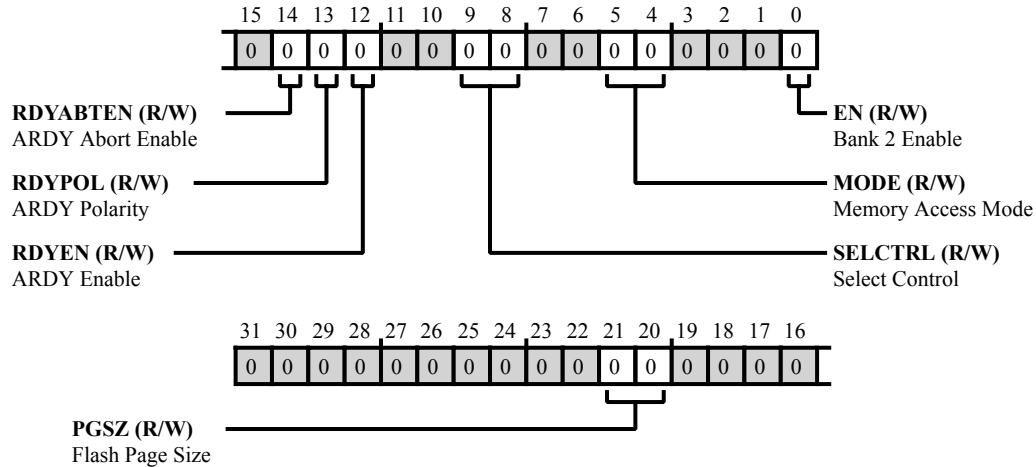 15 14 13 12 11 10 9 8 7 6 5 4 3 2 1 0
0 0 0 0 0 0 0 0 0 0 0 0 0 0 0 0
RDYABTEN (R/W)
ARDY Abort Enable
EN (R/W)
Bank 2 Enable
RDYPOL (R/W)
ARDY Polarity
MODE (R/W)
Memory Access Mode
RDYEN (R/W)
ARDY Enable
SELCTRL (R/W)
Select Control
31 30 29 28 27 26 25 24 23 22 21 20 19 18 17 16
0 0 0 0 0 0 0 0 0 0 0 0 0 0 0 0
PGSZ (R/W)
Flash Page Size